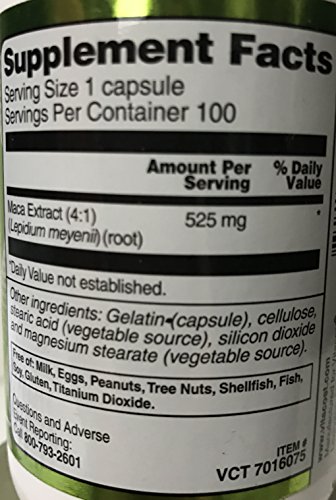 Supplement Facts
Serving Size 1 capsule
Servings Per Container 100
Amount Per Serving % Daily Value
Maca Extract (4:1) 525 mg *
(Lepidium meyenii) (root)
*Daily Value not established.
Other ingredients: Gelatin (capsule), cellulose,
stearic acid (vegetable source), silicon dioxide
and magnesium stearate (vegetable source).
Free of: Milk, Eggs, Peanuts, Tree Nuts, Shellfish, Fish,
Soy, Gluten, Titanium Dioxide.
Questions and Adverse
Event Reporting:
Call 800-793-2601
ITEM #
VCT 7016075